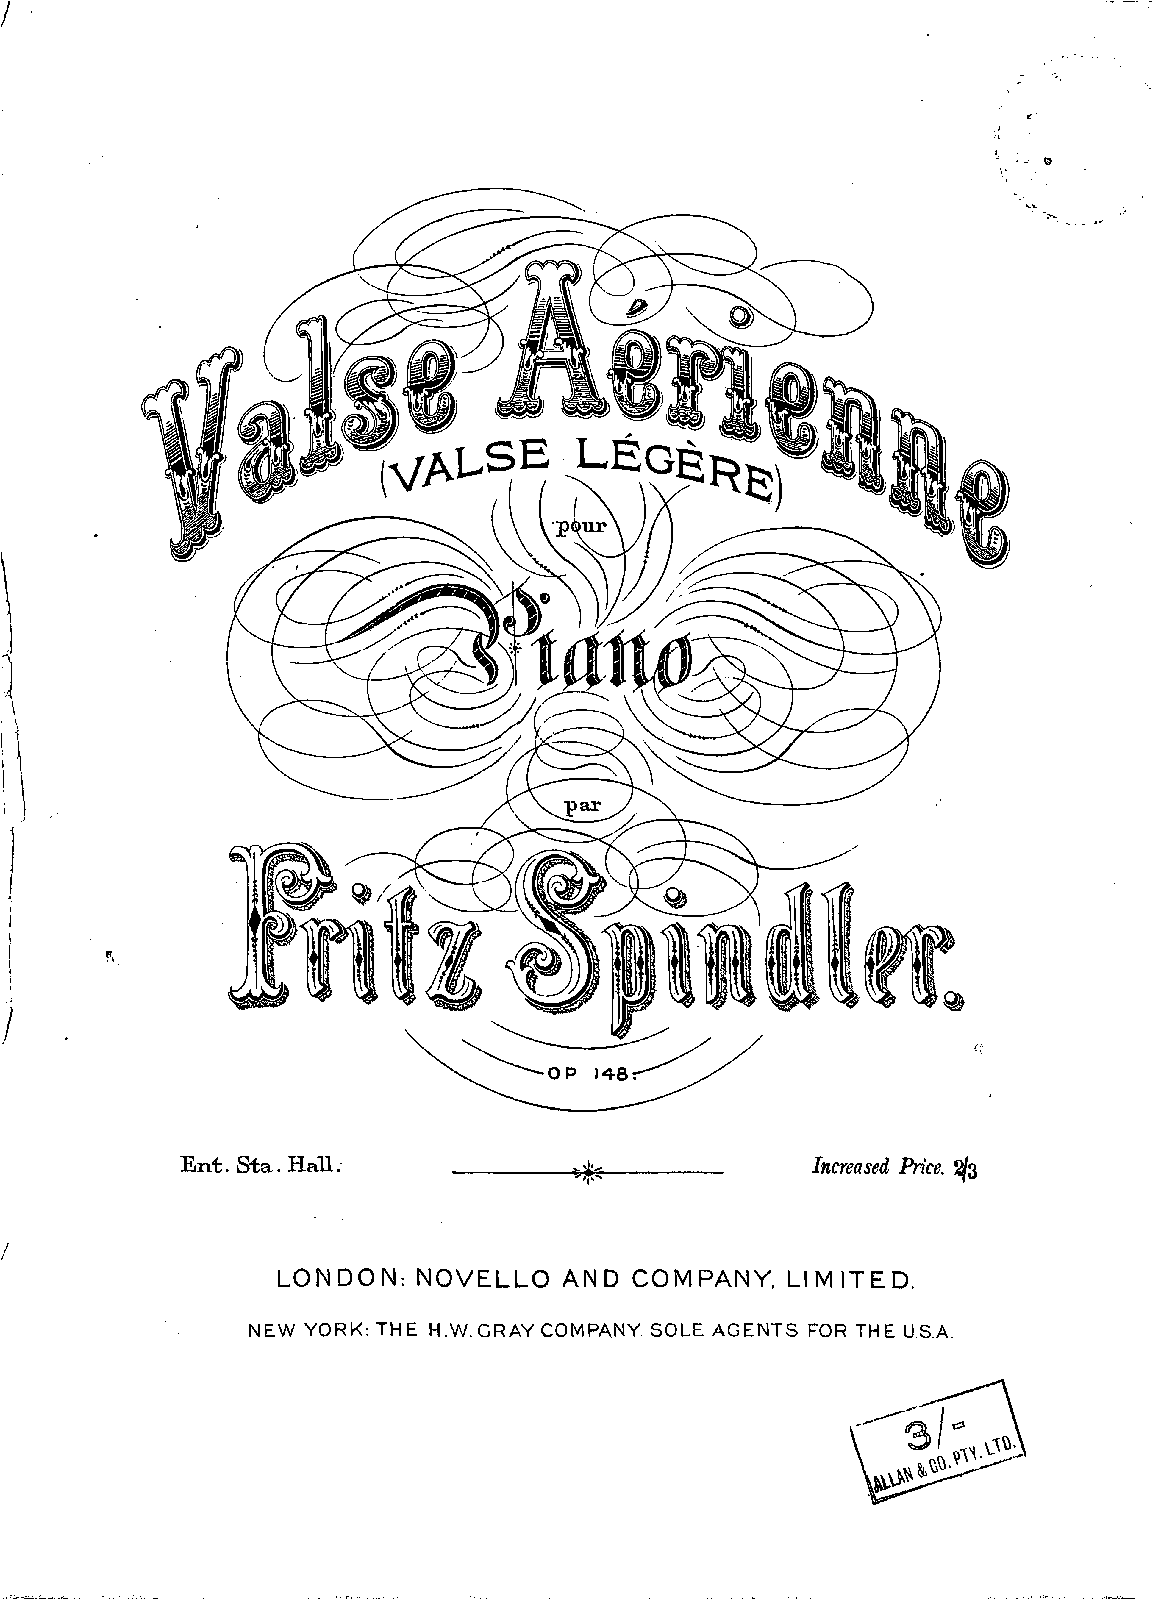 Valse Aérienne
(VALSE LÉGÈRE)
pour
Piano
par
Fritz Spindler.
OP 148.
Ent. Sta. Hall.
Increased Price. 2/3
LONDON: NOVELLO AND COMPANY, LIMITED.
NEW YORK: THE H.W. GRAY COMPANY. SOLE AGENTS FOR THE U.S.A.
3/-
ALLAN & CO. PTY. LTD.